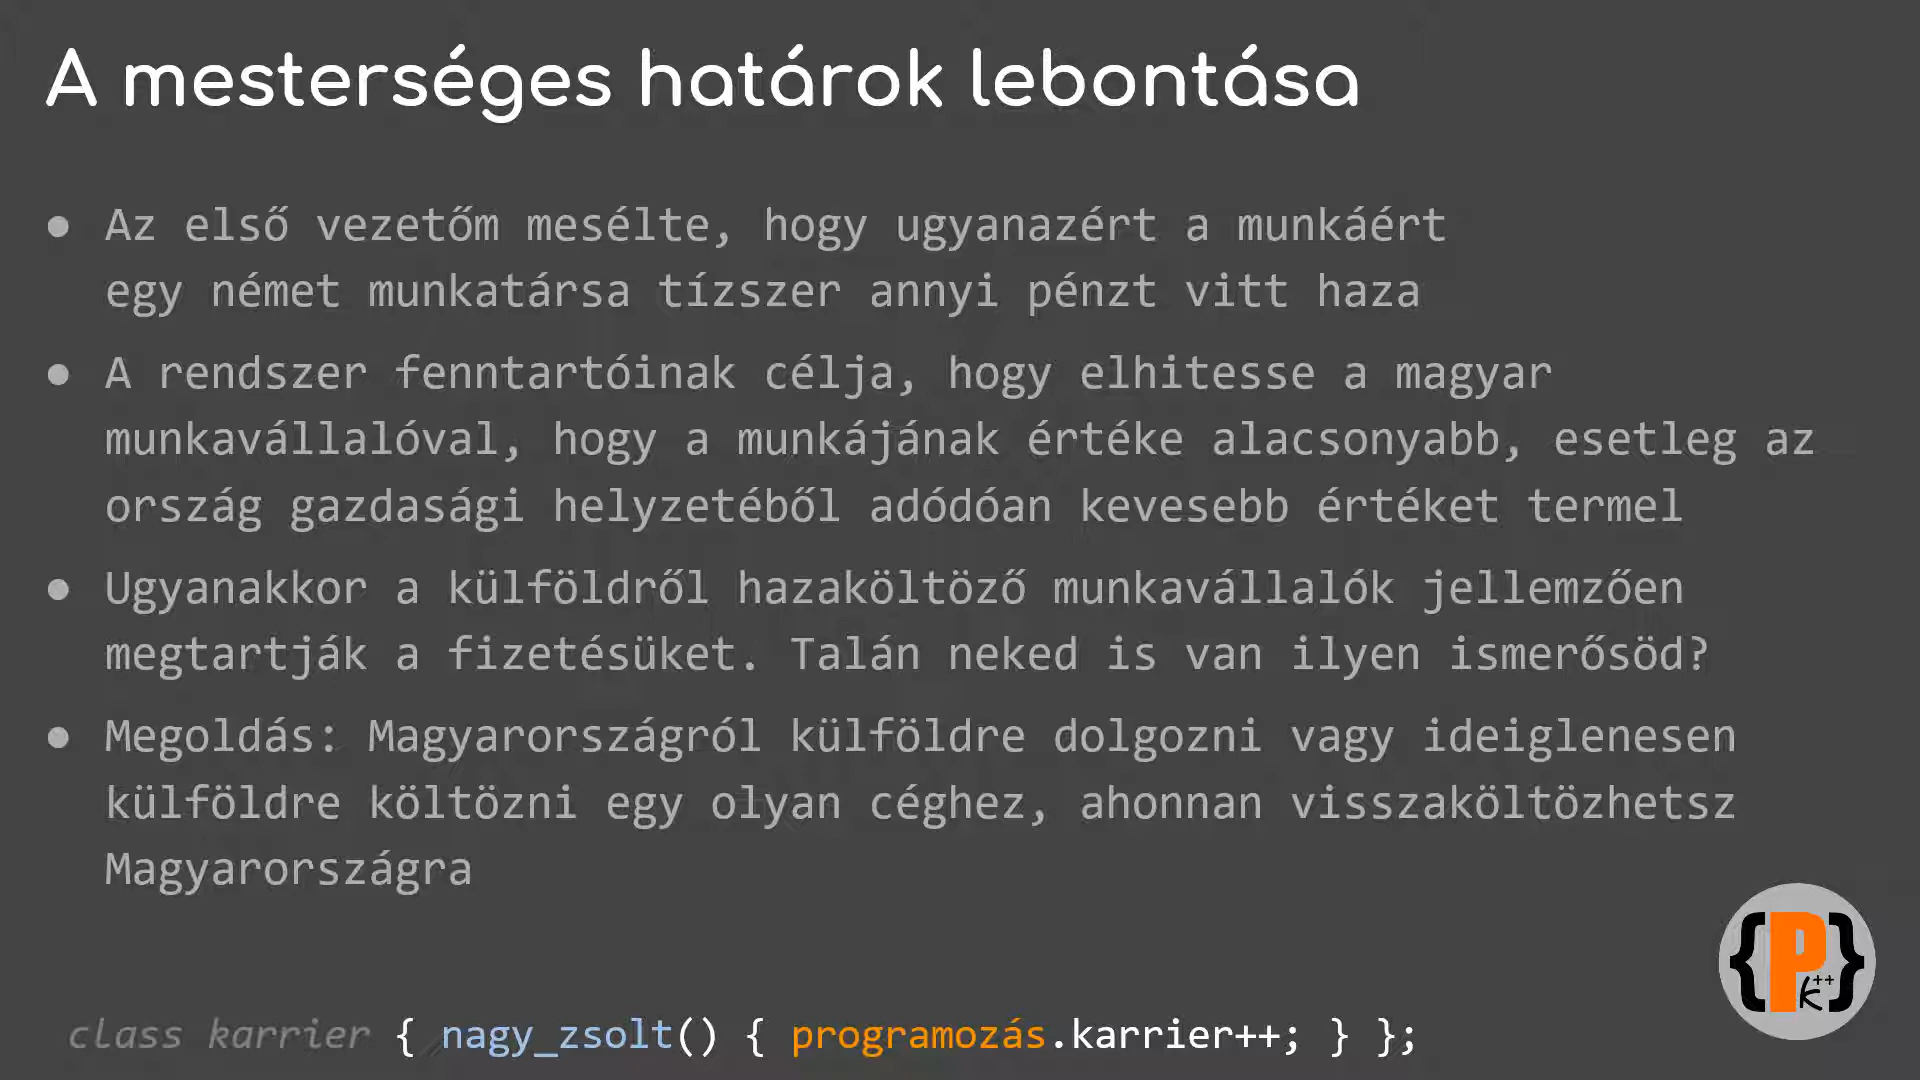 A mesterséges határok lebontása
● Az első vezetőm mesélte, hogy ugyanazért a munkáért
egy német munkatársa tízszer annyi pénzt vitt haza
● A rendszer fenntartóinak célja, hogy elhitesse a magyar
munkavállalóval, hogy a munkájának értéke alacsonyabb, esetleg az
ország gazdasági helyzetéből adódóan kevesebb értéket termel
● Ugyanakkor a külföldről hazaköltöző munkavállalók jellemzően
megtartják a fizetésüket. Talán neked is van ilyen ismerősöd?
● Megoldás: Magyarországról külföldre dolgozni vagy ideiglenesen
külföldre költözni egy olyan céghez, ahonnan visszaköltözhetsz
Magyarországra
{P}
k++
class karrier { nagy_zsolt() { programozás.karrier++; } };